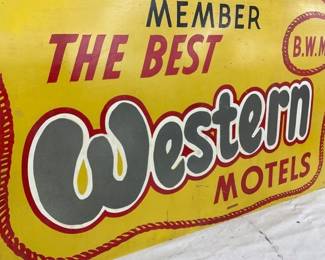 MEMBER
THE BEST
B.W.M
Western
MOTELS